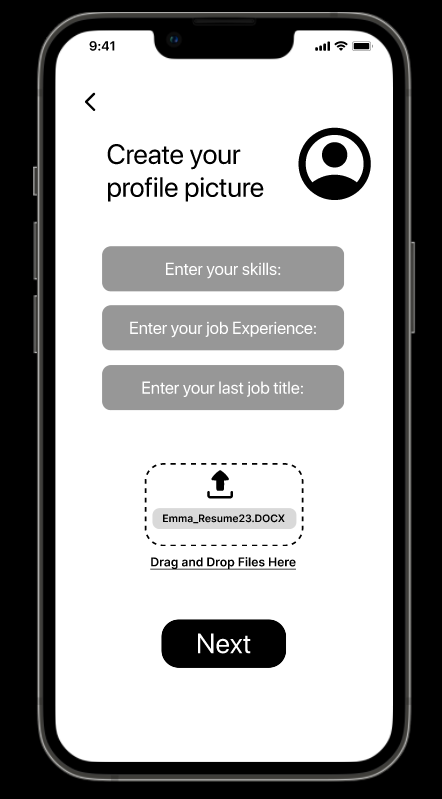 9:41
Create your
profile picture
Enter your skills:
Enter your job Experience:
Enter your last job title:
Emma_Resume23.DOCX
Drag and Drop Files Here
Next